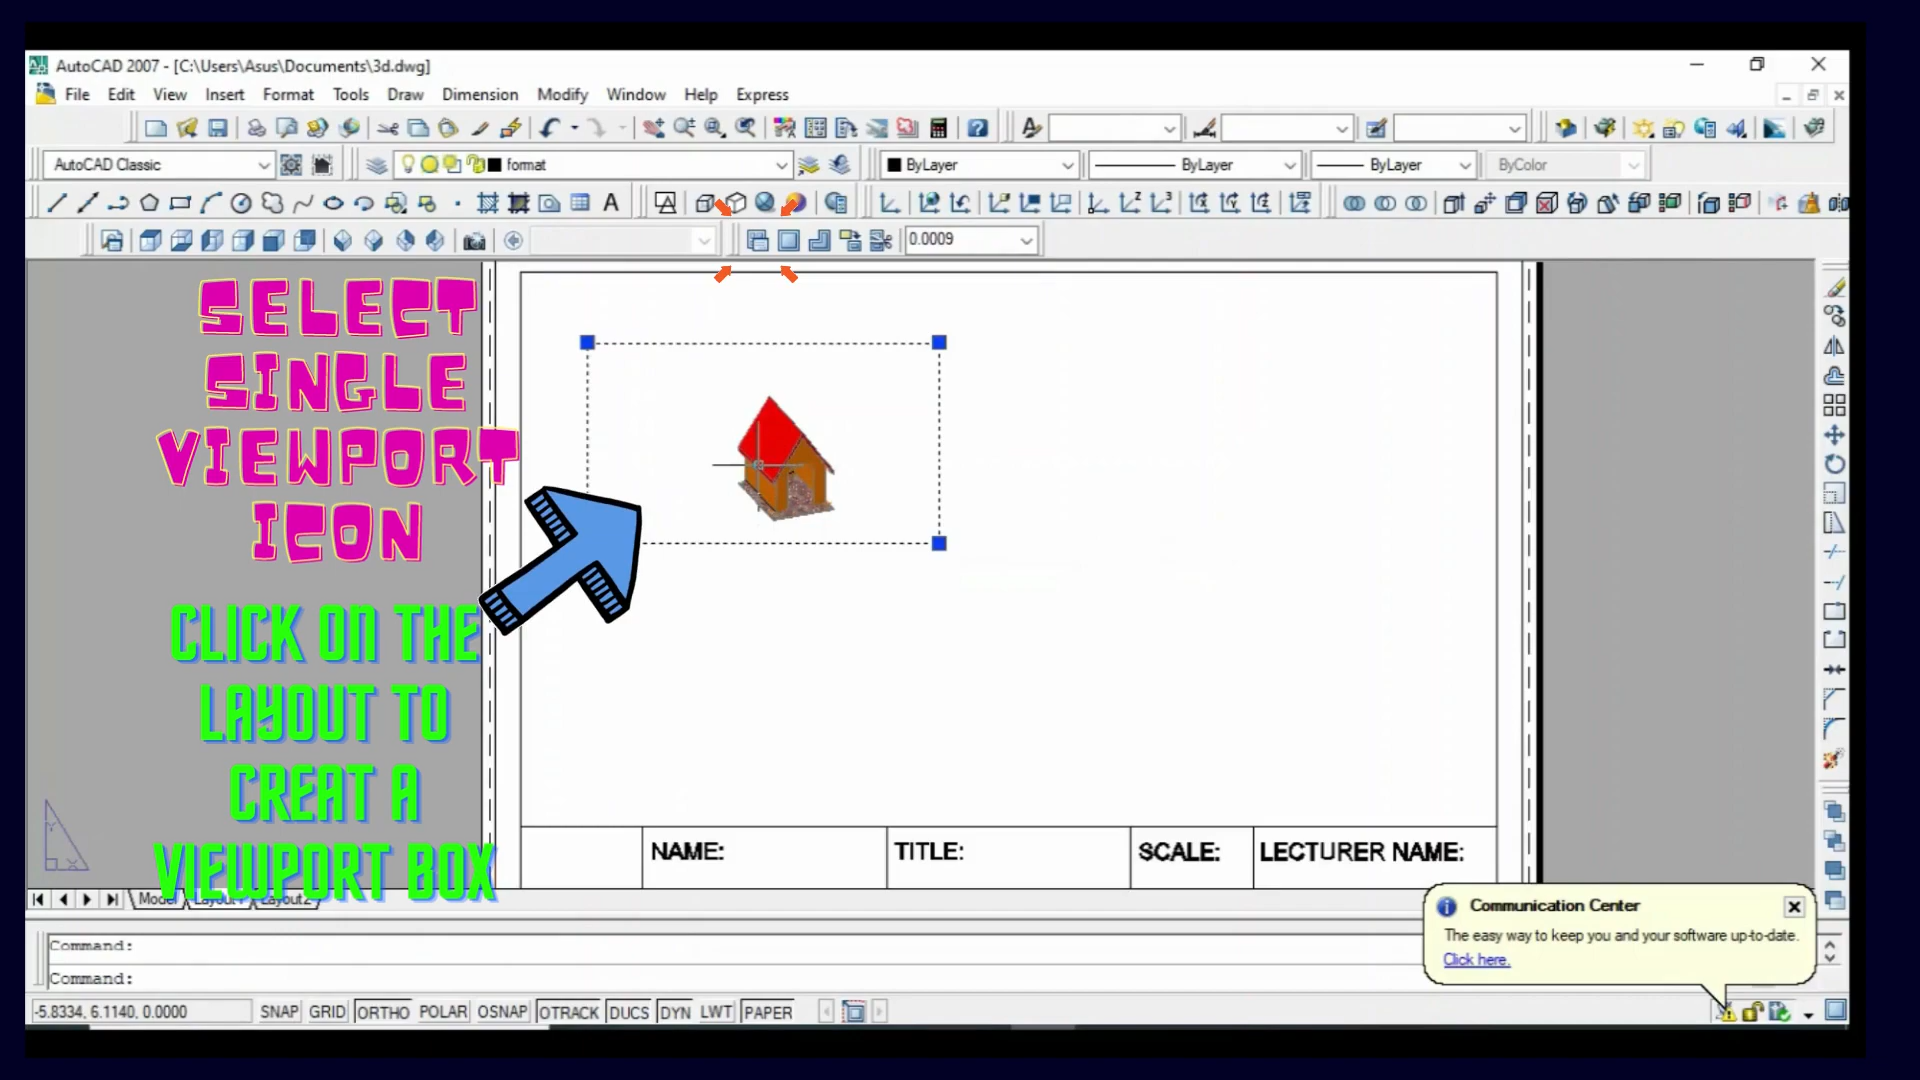 AutoCAD 2007 - [C:\Users\Asus\Documents\3d.dwg]
File Edit View Insert Format Tools Draw Dimension Modify Window Help Express
AutoCAD Classic format ByLayer ByLayer ByLayer ByColor
A
0.0009
SELECT
SINGLE
VIEWPORT
ICON
CLICK ON THE
LAYOUT TO
CREAT A
VIEWPORT BOX
NAME: TITLE: SCALE: LECTURER NAME:
Model Layout1 Layout2
Communication Center
The easy way to keep you and your software up-to-date.
Click here.
Command:
Command:
-5.8334, 6.1140, 0.0000 SNAP GRID ORTHO POLAR OSNAP OTRACK DUCS DYN LWT PAPER